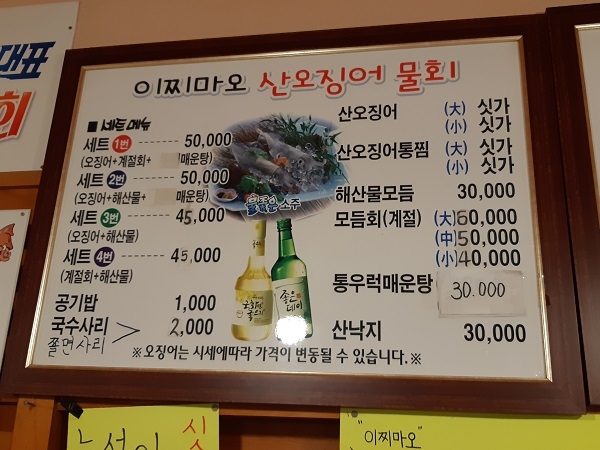 대표
회
이찌마오 산오징어 물회
■ 세트메뉴
세트 1번 50,000
(오징어+계절회+ 매운탕)
세트 2번 50,000
(오징어+해산물+ 매운탕)
세트 3번 45,000
(오징어+해산물)
세트 4번 45,000
(계절회+해산물)
공기밥 1,000
국수사리 > 2,000
쫄면사리
소주
좋은데이
산오징어 (大) 싯가
(小) 싯가
산오징어통찜 (大) 싯가
(小) 싯가
해산물모듬 30,000
모듬회(계절) (大) 60,000
(中) 50,000
(小) 40,000
통우럭매운탕 30.000
산낙지 30,000
※오징어는 시세에따라 가격이 변동될 수 있습니다.※
"이찌마오"